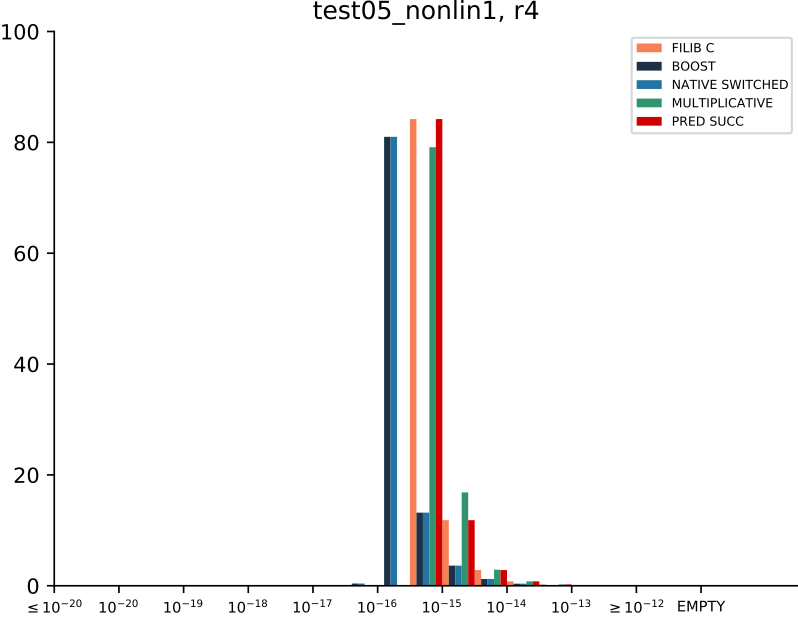 test05_nonlin1, r4
100
80
60
40
20
0
FILIB C
BOOST
NATIVE SWITCHED
MULTIPLICATIVE
PRED SUCC
≤ 10⁻²⁰ 10⁻²⁰ 10⁻¹⁹ 10⁻¹⁸ 10⁻¹⁷ 10⁻¹⁶ 10⁻¹⁵ 10⁻¹⁴ 10⁻¹³ ≥ 10⁻¹² EMPTY